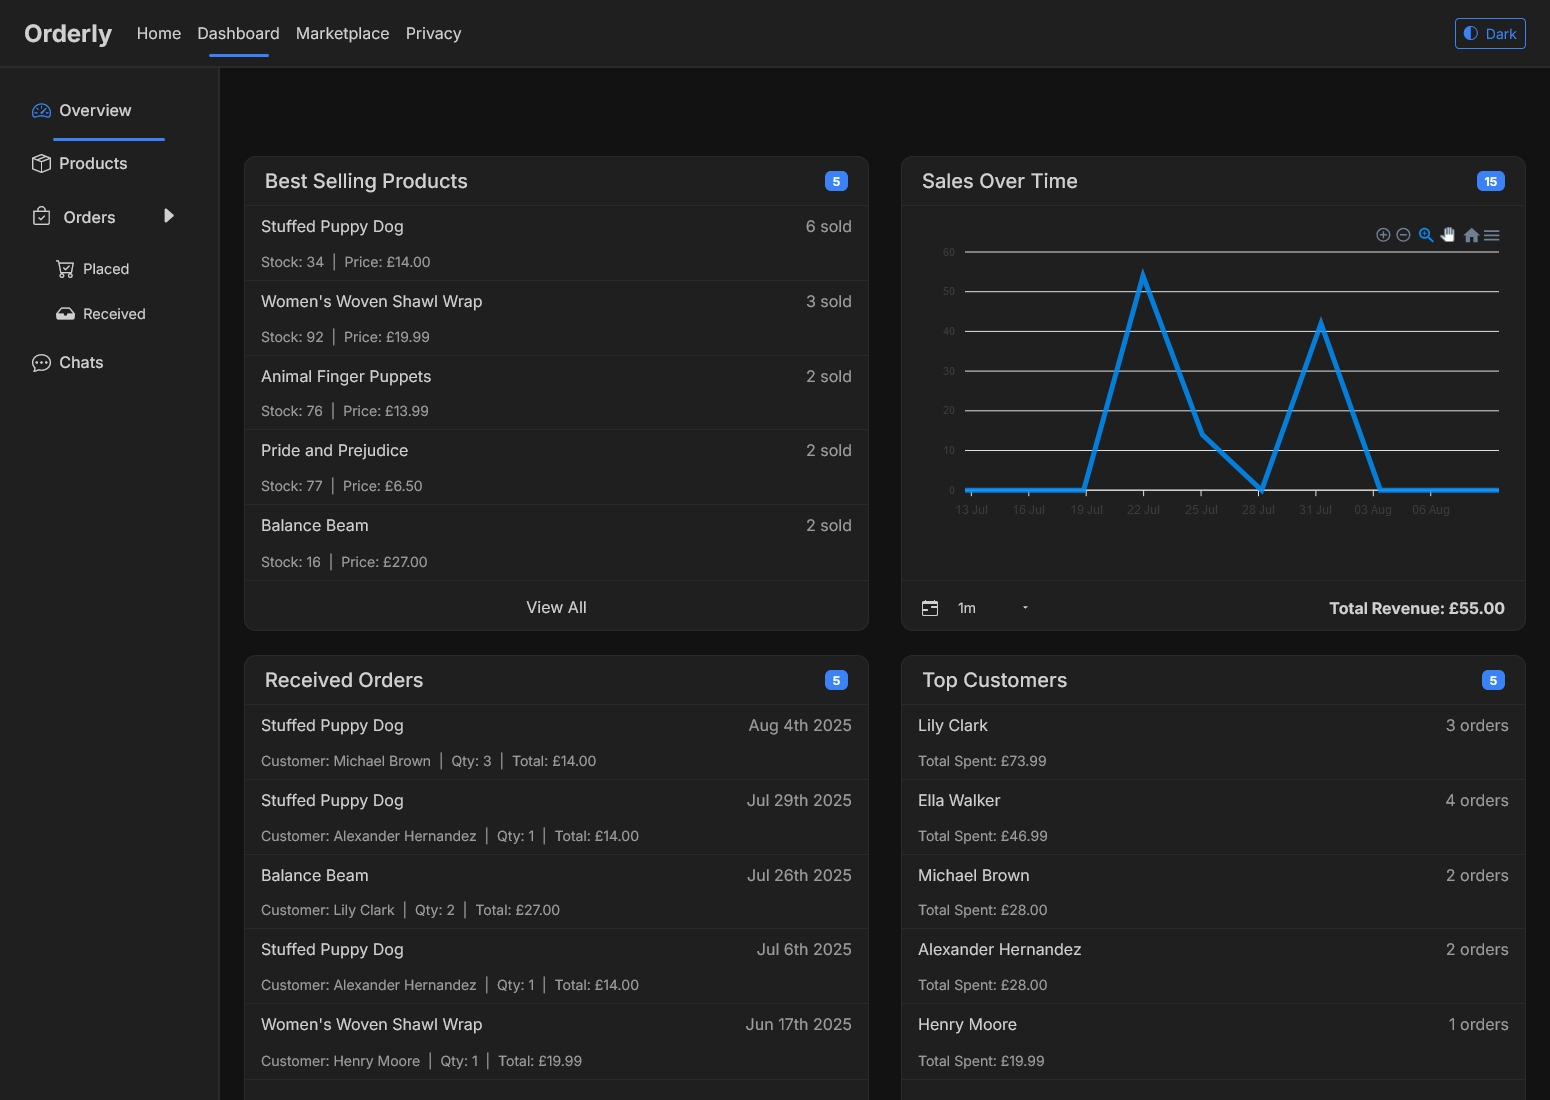 Orderly Home Dashboard Marketplace Privacy Dark
Overview
Products
Orders
Placed
Received
Chats
Best Selling Products 5
Stuffed Puppy Dog 6 sold
Stock: 34 | Price: £14.00
Women's Woven Shawl Wrap 3 sold
Stock: 92 | Price: £19.99
Animal Finger Puppets 2 sold
Stock: 76 | Price: £13.99
Pride and Prejudice 2 sold
Stock: 77 | Price: £6.50
Balance Beam 2 sold
Stock: 16 | Price: £27.00
View All
Sales Over Time 15
60
50
40
30
20
10
0
13 Jul 16 Jul 19 Jul 22 Jul 25 Jul 28 Jul 31 Jul 03 Aug 06 Aug
1m Total Revenue: £55.00
Received Orders 5
Stuffed Puppy Dog Aug 4th 2025
Customer: Michael Brown | Qty: 3 | Total: £14.00
Stuffed Puppy Dog Jul 29th 2025
Customer: Alexander Hernandez | Qty: 1 | Total: £14.00
Balance Beam Jul 26th 2025
Customer: Lily Clark | Qty: 2 | Total: £27.00
Stuffed Puppy Dog Jul 6th 2025
Customer: Alexander Hernandez | Qty: 1 | Total: £14.00
Women's Woven Shawl Wrap Jun 17th 2025
Customer: Henry Moore | Qty: 1 | Total: £19.99
Top Customers 5
Lily Clark 3 orders
Total Spent: £73.99
Ella Walker 4 orders
Total Spent: £46.99
Michael Brown 2 orders
Total Spent: £28.00
Alexander Hernandez 2 orders
Total Spent: £28.00
Henry Moore 1 orders
Total Spent: £19.99